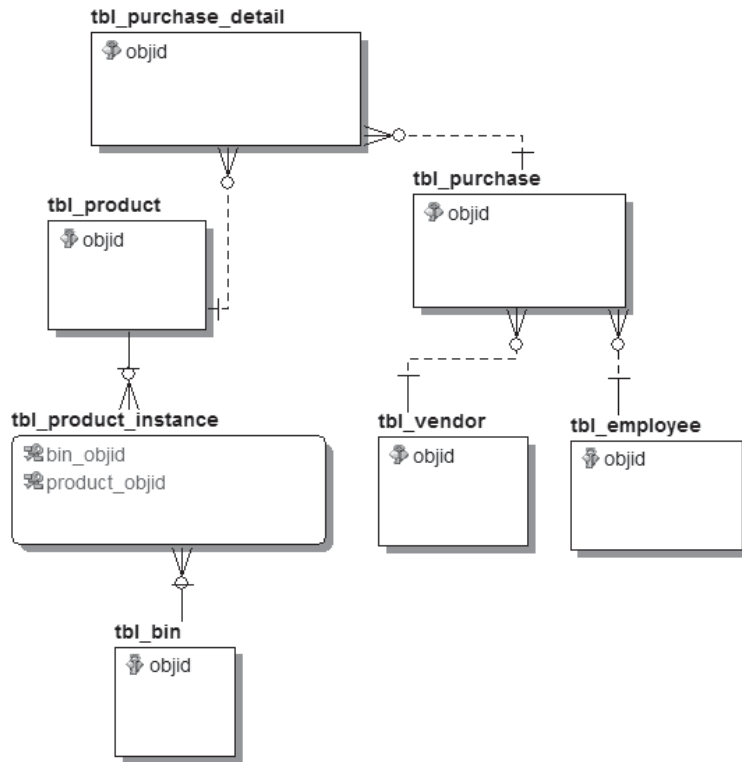 tbl_purchase_detail
objid
tbl_product
objid
tbl_purchase
objid
tbl_product_instance
bin_objid
product_objid
tbl_vendor
objid
tbl_employee
objid
tbl_bin
objid